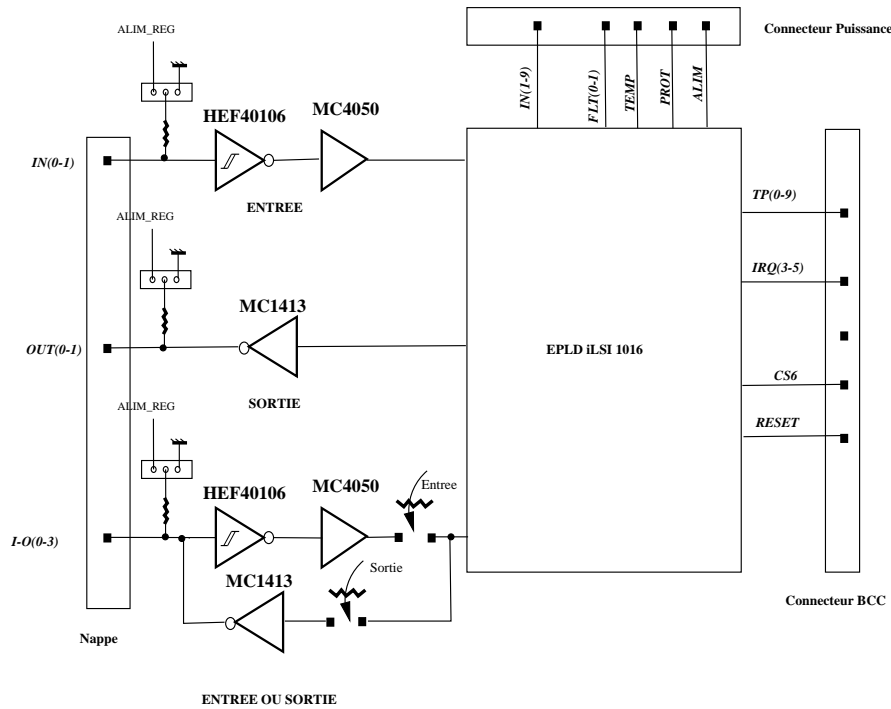 ALIM_REG
Connecteur Puissance
IN(1-9)
FLT(0-1)
TEMP
PROT
ALIM
HEF40106
MC4050
IN(0-1)
ENTREE
TP(0-9)
ALIM_REG
IRQ(3-5)
MC1413
OUT(0-1)
EPLD iLSI 1016
CS6
SORTIE
ALIM_REG
RESET
HEF40106
MC4050
Entree
I-O(0-3)
Sortie
MC1413
Connecteur BCC
Nappe
ENTREE OU SORTIE